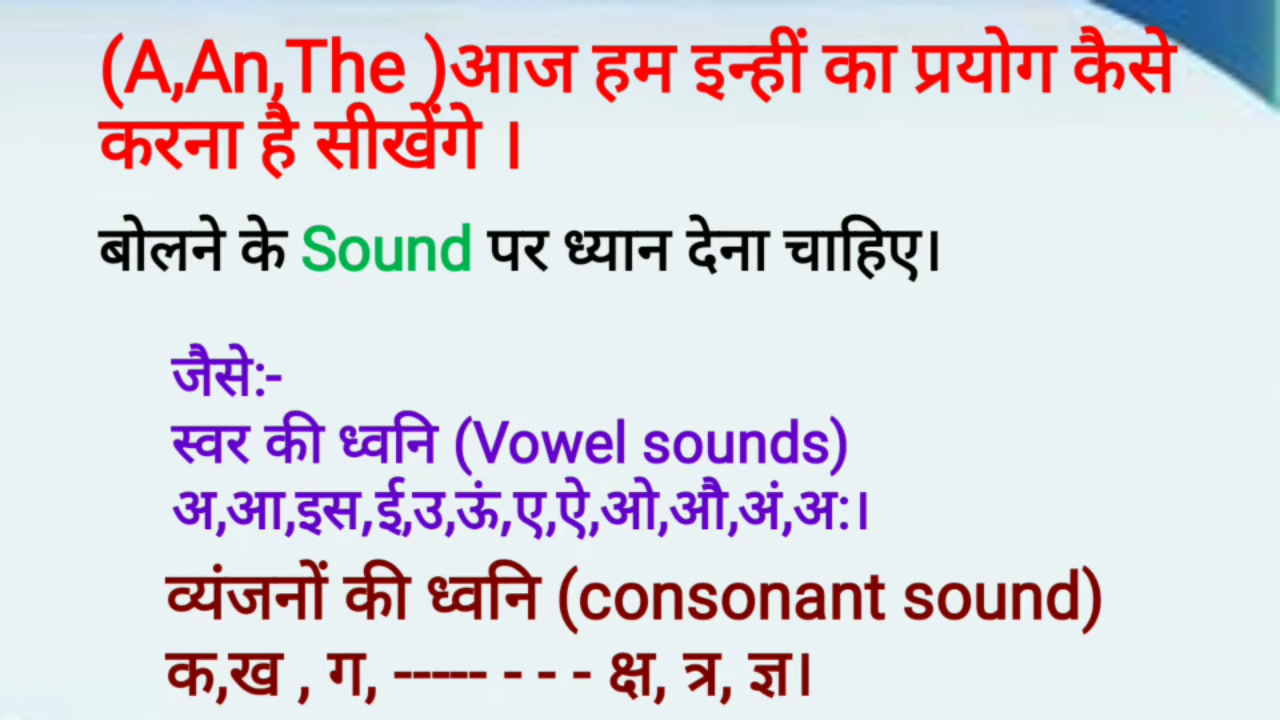 (A,An,The )आज हम इन्हीं का प्रयोग कैसे
करना है सीखेंगे ।
बोलने के Sound पर ध्यान देना चाहिए।
जैसे:-
स्वर की ध्वनि (Vowel sounds)
अ,आ,इस,ई,उ,ऊं,ए,ऐ,ओ,औ,अं,अ:।
व्यंजनों की ध्वनि (consonant sound)
क,ख , ग, ----- - - - क्ष, त्र, ज्ञ।